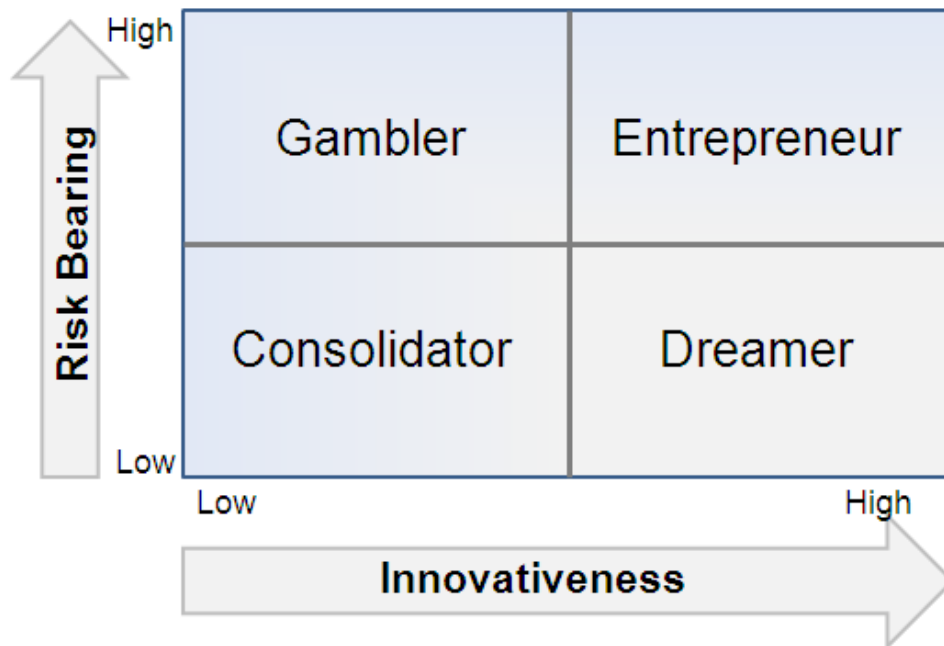 High
Gambler
Entrepreneur
Risk Bearing
Consolidator
Dreamer
Low
Low
High
Innovativeness